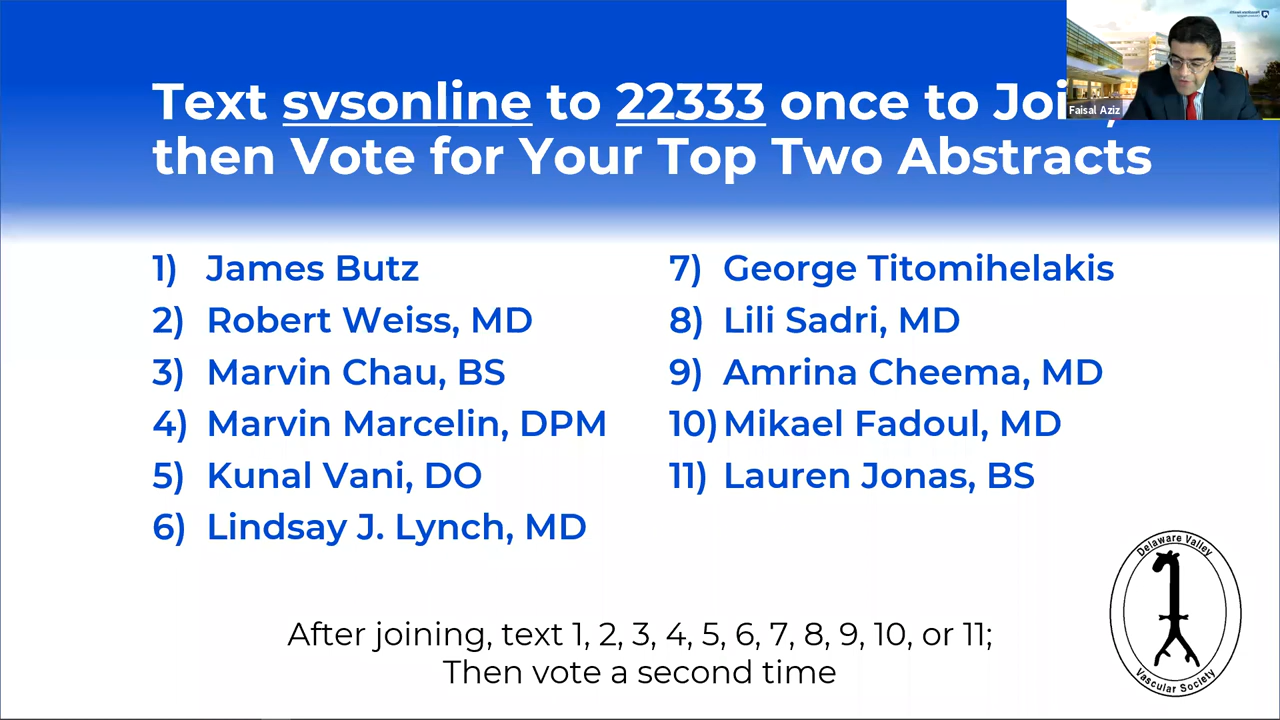 Text svsonline to 22333 once to Joi
then Vote for Your Top Two Abstracts
Faisal Aziz
1) James Butz
2) Robert Weiss, MD
3) Marvin Chau, BS
4) Marvin Marcelin, DPM
5) Kunal Vani, DO
6) Lindsay J. Lynch, MD
7) George Titomihelakis
8) Lili Sadri, MD
9) Amrina Cheema, MD
10) Mikael Fadoul, MD
11) Lauren Jonas, BS
After joining, text 1, 2, 3, 4, 5, 6, 7, 8, 9, 10, or 11;
Then vote a second time
Delaware Valley
Vascular Society